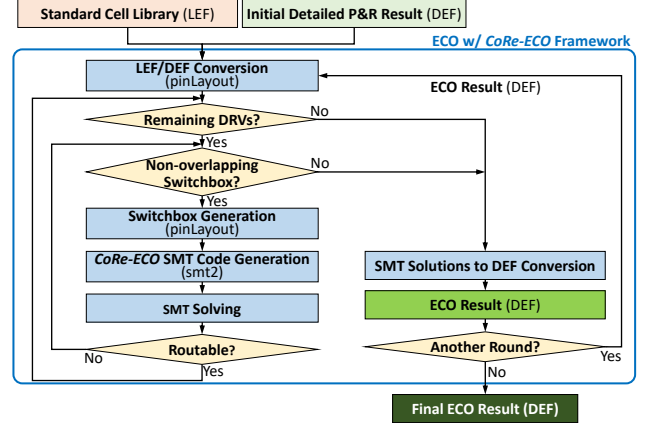 Standard Cell Library (LEF)
Initial Detailed P&R Result (DEF)
ECO w/ CoRe-ECO Framework
LEF/DEF Conversion
(pinLayout)
ECO Result (DEF)
Remaining DRVs?
No
Yes
Non-overlapping
Switchbox?
No
Yes
Switchbox Generation
(pinLayout)
CoRe-ECO SMT Code Generation
(smt2)
SMT Solutions to DEF Conversion
SMT Solving
ECO Result (DEF)
Routable?
No
Yes
Another Round?
Yes
No
Final ECO Result (DEF)